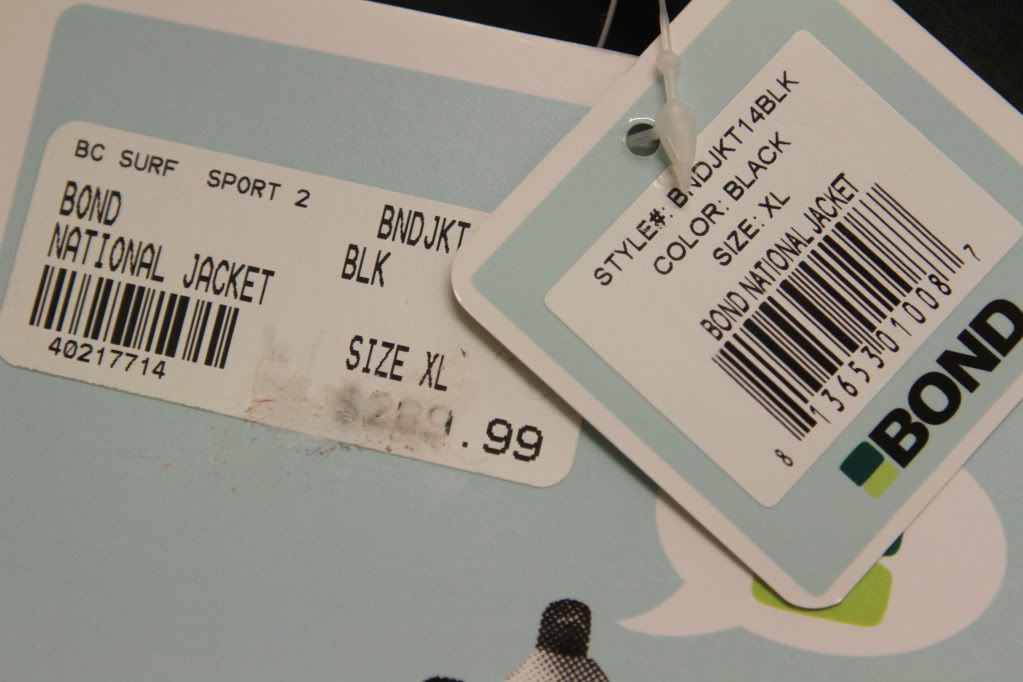 BC SURF SPORT 2
BOND BNDJKT
NATIONAL JACKET BLK
40217714
SIZE XL
.99
STYLE#: BNDJKT14BLK
COLOR: BLACK
SIZE: XL
BOND NATIONAL JACKET
8 13653 01008 7
BOND